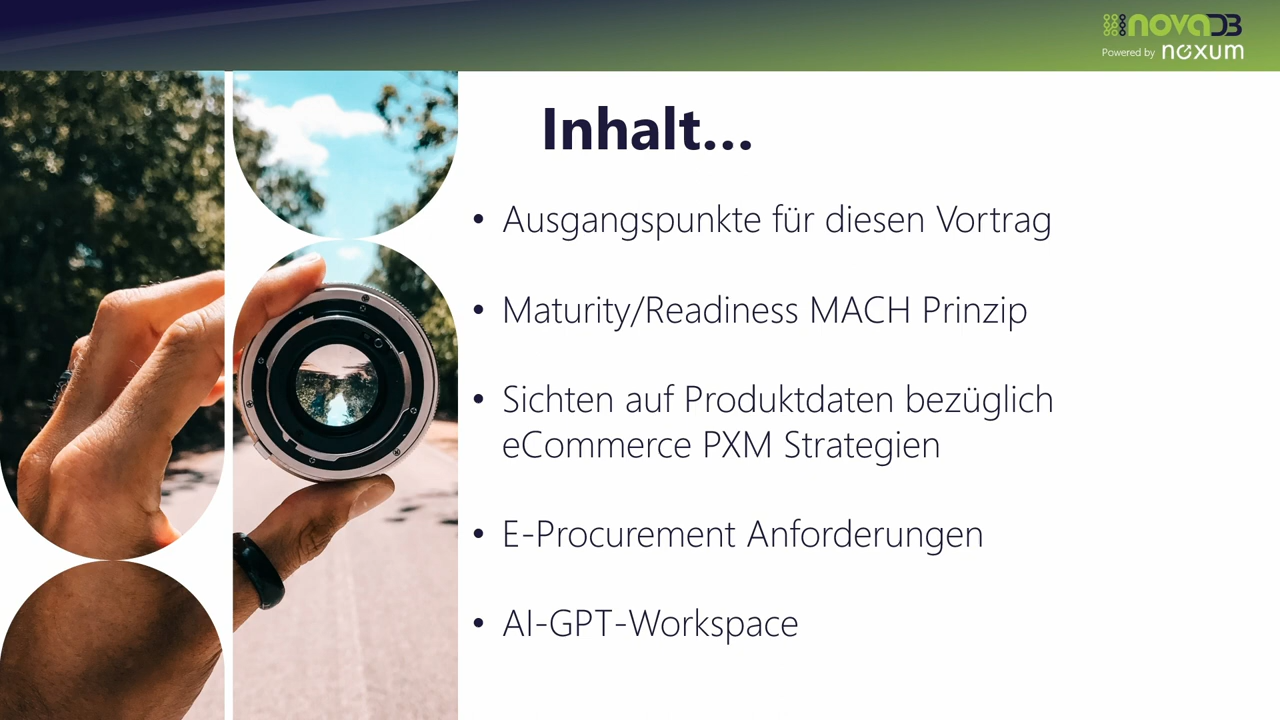 novaDB
Powered by noxum
Inhalt...
• Ausgangspunkte für diesen Vortrag
• Maturity/Readiness MACH Prinzip
• Sichten auf Produktdaten bezüglich
eCommerce PXM Strategien
• E-Procurement Anforderungen
• AI-GPT-Workspace